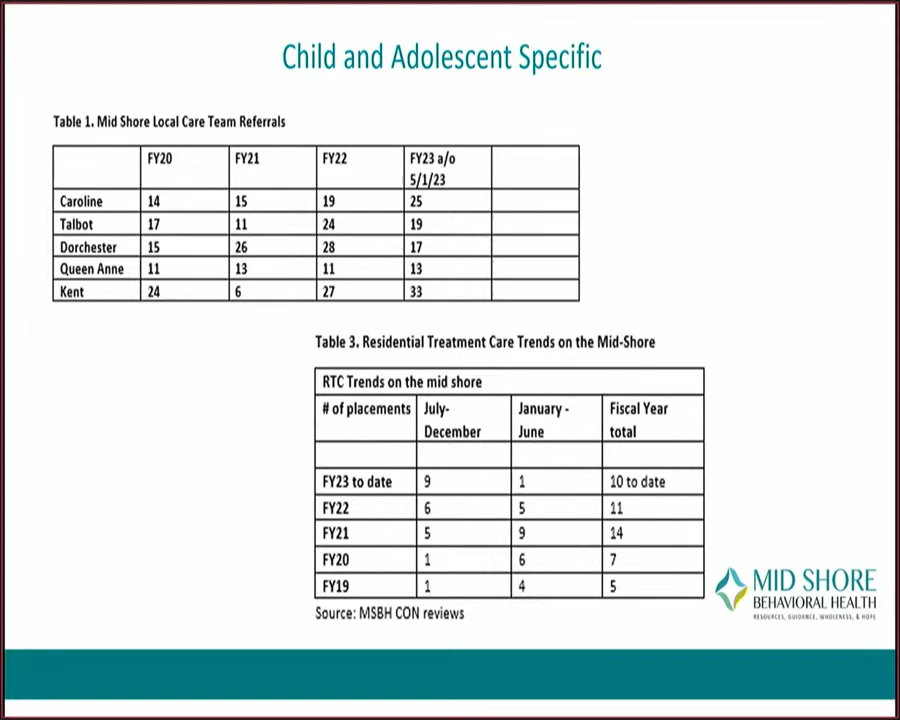 Child and Adolescent Specific
Table 1. Mid Shore Local Care Team Referrals
FY20 FY21 FY22 FY23 a/o
5/1/23
Caroline 14 15 19 25
Talbot 17 11 24 19
Dorchester 15 26 28 17
Queen Anne 11 13 11 13
Kent 24 6 27 33
Table 3. Residential Treatment Care Trends on the Mid-Shore
RTC Trends on the mid shore
# of placements July- January - Fiscal Year
December June total
FY23 to date 9 1 10 to date
FY22 6 5 11
FY21 5 9 14
FY20 1 6 7
FY19 1 4 5
Source: MSBH CON reviews
MID SHORE
BEHAVIORAL HEALTH
RESOURCES, GUIDANCE, WHOLENESS, & HOPE